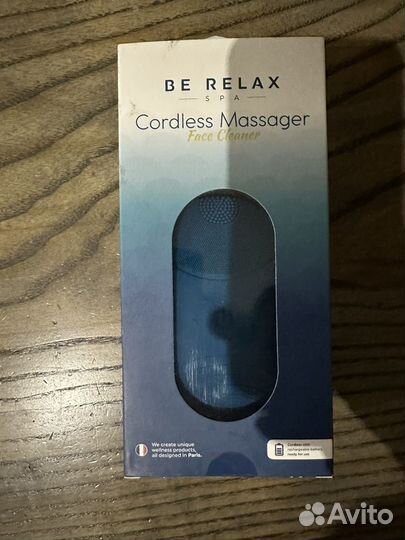 BE RELAX
SPA
Cordless Massager
Face Cleaner
We create unique
wellness products,
all designed in Paris.
Cordless with
rechargeable battery
ready for use
Avito